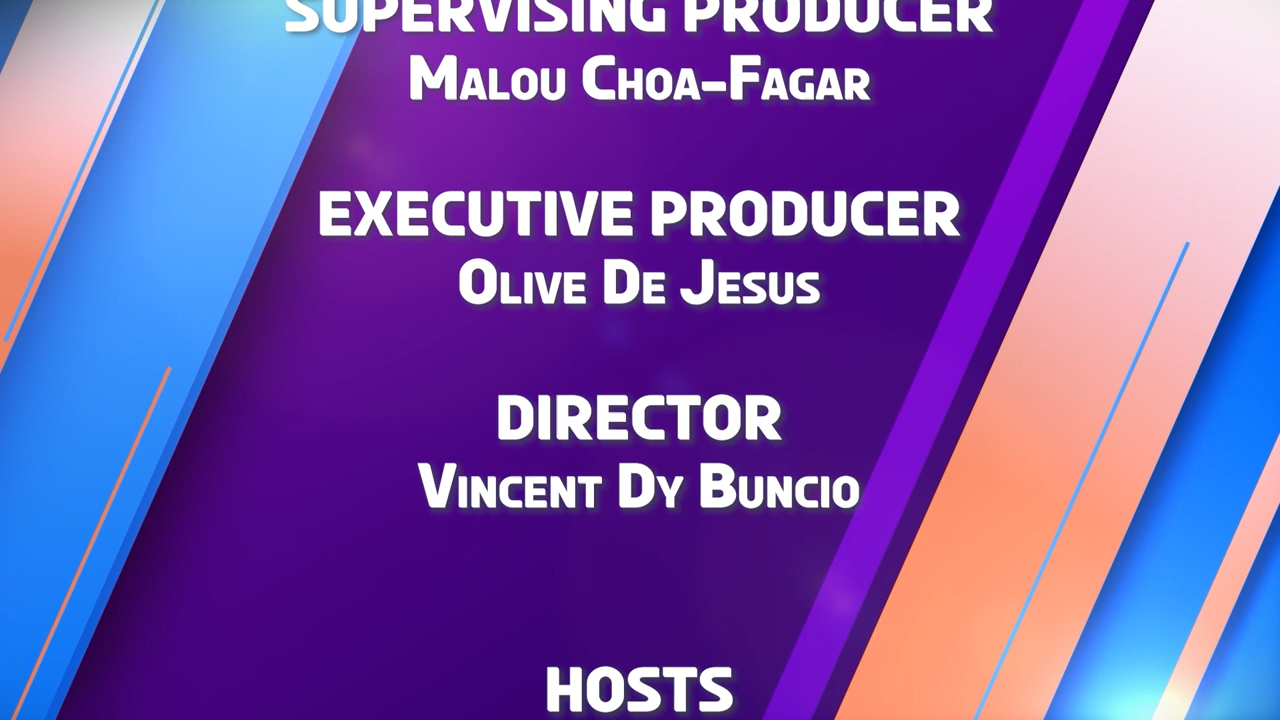 SUPERVISING PRODUCER
Malou Choa-Fagar
EXECUTIVE PRODUCER
Olive De Jesus
DIRECTOR
Vincent Dy Buncio
HOSTS